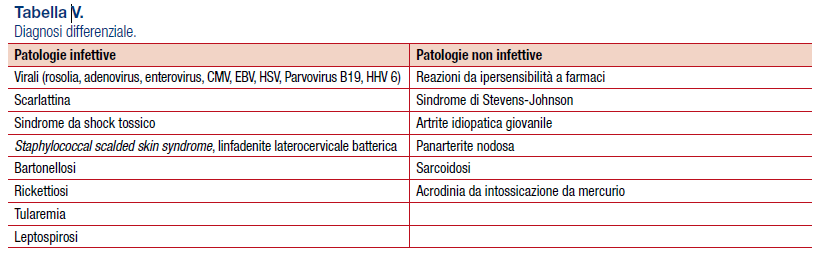 Tabella V.
Diagnosi differenziale.
Patologie infettive Patologie non infettive
Virali (rosolia, adenovirus, enterovirus, CMV, EBV, HSV, Parvovirus B19, HHV 6) Reazioni da ipersensibilità a farmaci
Scarlattina Sindrome di Stevens-Johnson
Sindrome da shock tossico Artrite idiopatica giovanile
Staphylococcal scalded skin syndrome, linfadenite laterocervicale batterica Panarterite nodosa
Bartonellosi Sarcoidosi
Rickettiosi Acrodinia da intossicazione da mercurio
Tularemia
Leptospirosi